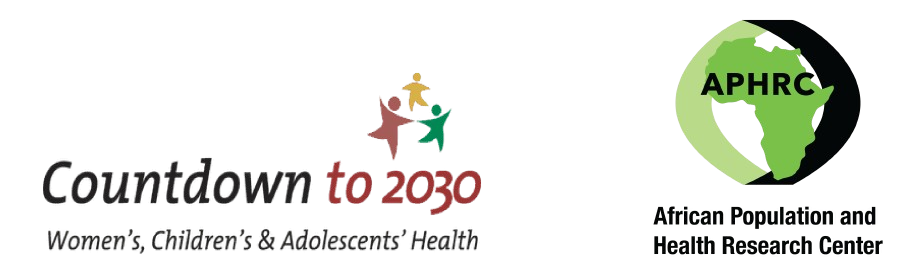 Countdown to 2030
Women's, Children's & Adolescents' Health
APHRC
African Population and
Health Research Center